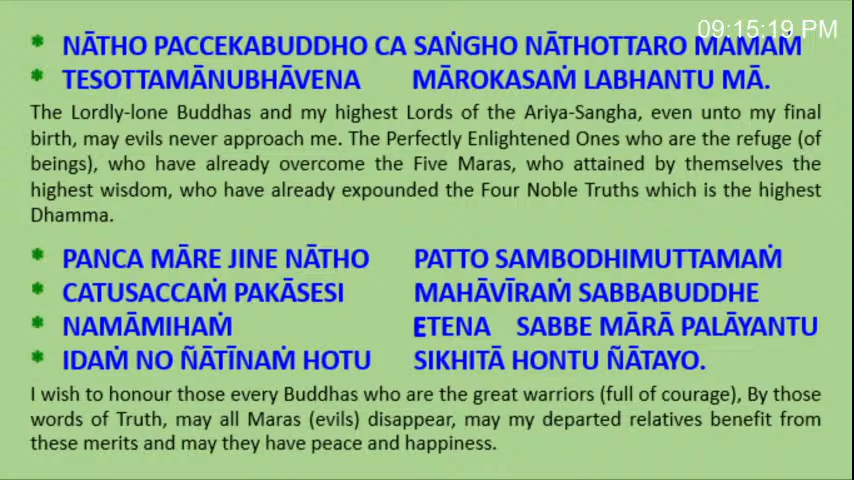 09:15:19 PM
* NĀTHO PACCEKABUDDHO CA SAṄGHO NĀTHOTTARO MAMAṀ
* TESOTTAMĀNUBHĀVENA MĀROKASAṀ LABHANTU MĀ.
The Lordly-lone Buddhas and my highest Lords of the Ariya-Sangha, even unto my final
birth, may evils never approach me. The Perfectly Enlightened Ones who are the refuge (of
beings), who have already overcome the Five Maras, who attained by themselves the
highest wisdom, who have already expounded the Four Noble Truths which is the highest
Dhamma.
* PANCA MĀRE JINE NĀTHO PATTO SAMBODHIMUTTAMAṀ
* CATUSACCAṀ PAKĀSESI MAHĀVĪRAṀ SABBABUDDHE
* NAMĀMIHAṀ ETENA SABBE MĀRĀ PALĀYANTU
* IDAṀ NO ÑĀTĪNAṀ HOTU SIKHITĀ HONTU ÑĀTAYO.
I wish to honour those every Buddhas who are the great warriors (full of courage), By those
words of Truth, may all Maras (evils) disappear, may my departed relatives benefit from
these merits and may they have peace and happiness.